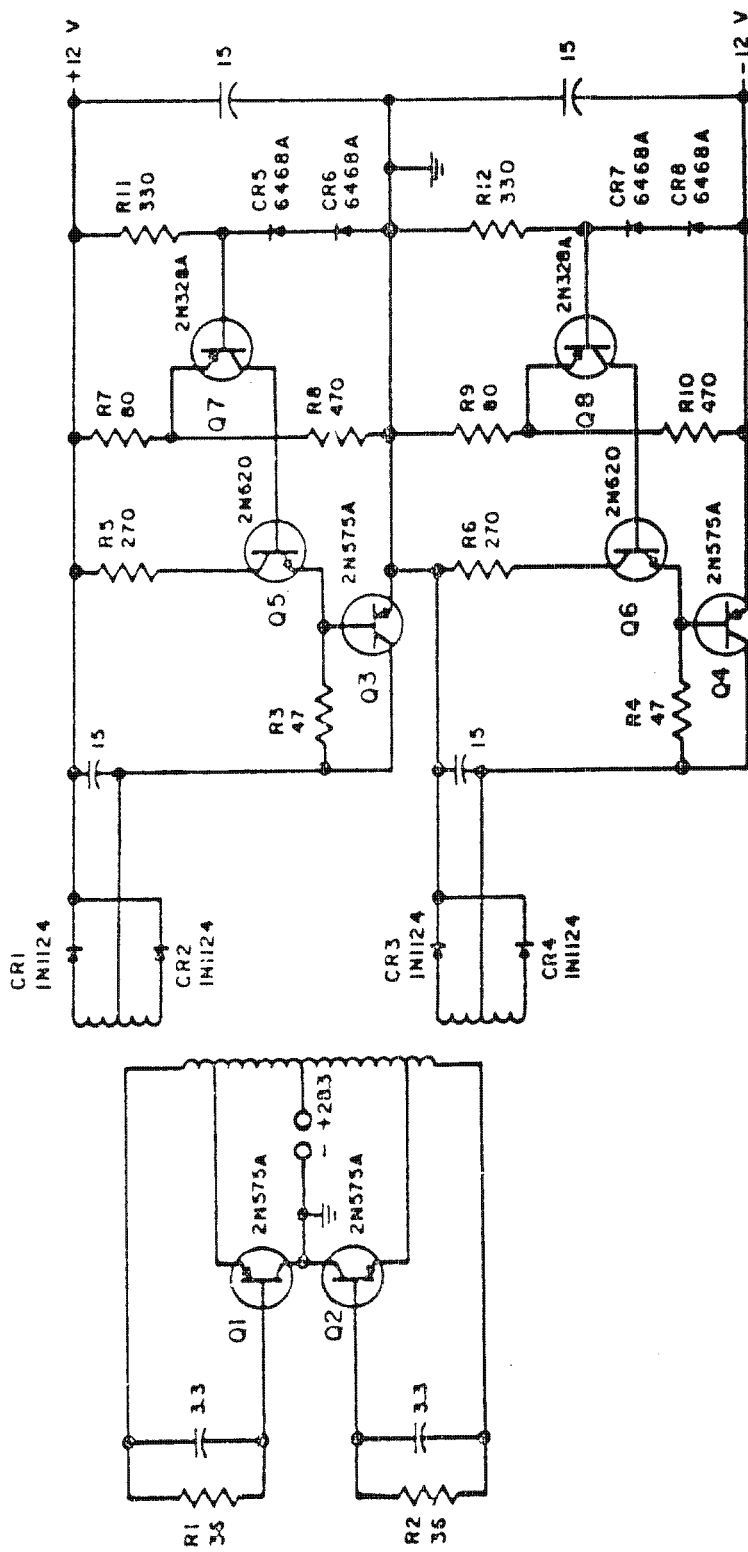 R1
36
3.3
R2
36
3.3
Q1
2N575A
Q2
2N575A
- +28.3
CR1
1N1124
CR2
1N1124
15
R3
47
Q3
2N575A
R5
270
Q5
2N620
R7
80
R8
470
Q7
2N328A
R11
330
CR5
6468A
CR6
6468A
15
+12 V
CR3
1N1124
CR4
1N1124
15
R4
47
Q4
2N575A
R6
270
Q6
2N620
R9
80
R10
470
Q8
2N328A
R12
330
CR7
6468A
CR8
6468A
15
-12 V